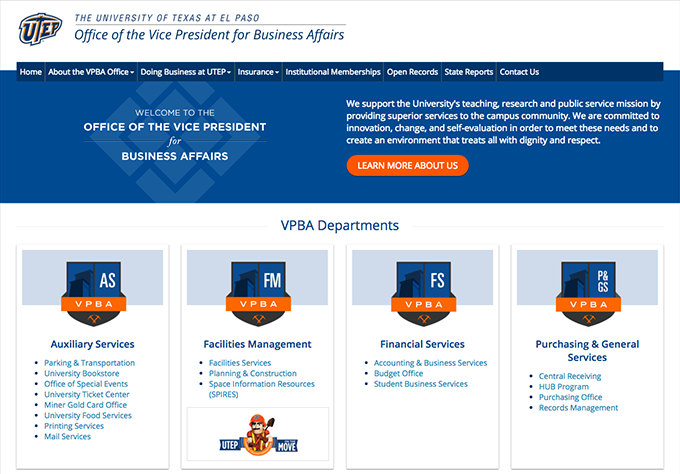 UTEP
THE UNIVERSITY OF TEXAS AT EL PASO
Office of the Vice President for Business Affairs
Home
About the VPBA Office
Doing Business at UTEP
Insurance
Institutional Memberships
Open Records
State Reports
Contact Us
WELCOME TO THE
OFFICE OF THE VICE PRESIDENT
for
BUSINESS AFFAIRS
We support the University's teaching, research and public service mission by
providing superior services to the campus community. We are committed to
innovation, change, and self-evaluation in order to meet these needs and to
create an environment that treats all with dignity and respect.
LEARN MORE ABOUT US
VPBA Departments
AS
VPBA
Auxiliary Services
Parking & Transportation
University Bookstore
Office of Special Events
University Ticket Center
Miner Gold Card Office
University Food Services
Printing Services
Mail Services
FM
VPBA
Facilities Management
Facilities Services
Planning & Construction
Space Information Resources
(SPIRES)
UTEP
MOVE
FS
VPBA
Financial Services
Accounting & Business Services
Budget Office
Student Business Services
P&
GS
VPBA
Purchasing & General
Services
Central Receiving
HUB Program
Purchasing Office
Records Management